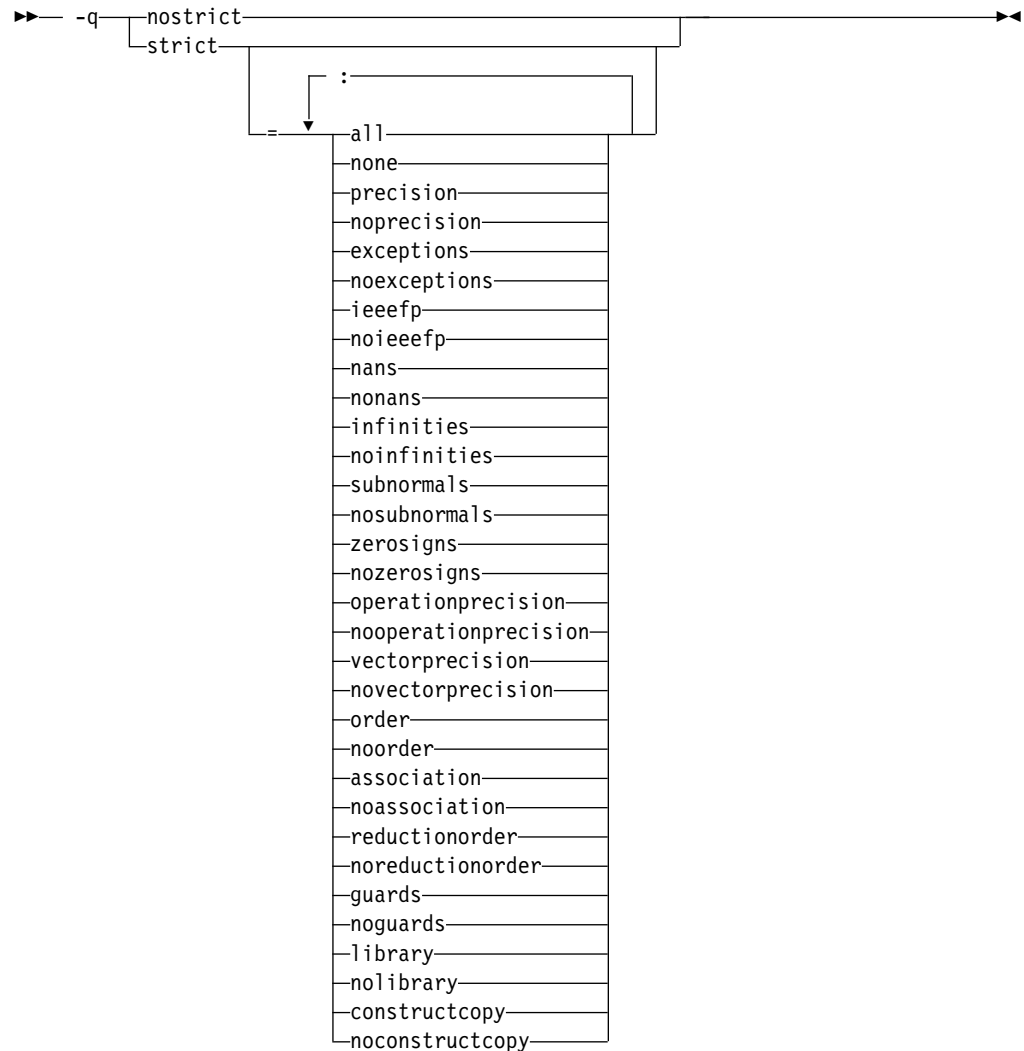 -q nostrict
strict
:
= all
none
precision
noprecision
exceptions
noexceptions
ieeefp
noieeefp
nans
nonans
infinities
noinfinities
subnormals
nosubnormals
zerosigns
nozerosigns
operationprecision
nooperationprecision
vectorprecision
novectorprecision
order
noorder
association
noassociation
reductionorder
noreductionorder
guards
noguards
library
nolibrary
constructcopy
noconstructcopy